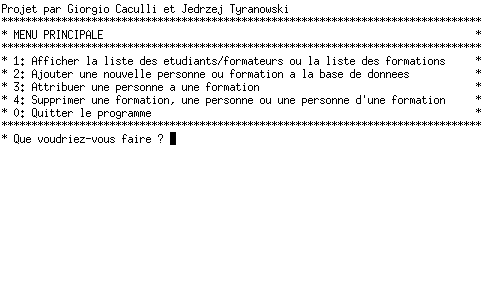 Projet par Giorgio Caculli et Jedrzej Tyranowski
********************************************************************************
* MENU PRINCIPALE *
********************************************************************************
* 1: Afficher la liste des etudiants/formateurs ou la liste des formations *
* 2: Ajouter une nouvelle personne ou formation a la base de donnees *
* 3: Attribuer une personne a une formation *
* 4: Supprimer une formation, une personne ou une personne d'une formation *
* 0: Quitter le programme *
********************************************************************************
* Que voudriez-vous faire ?